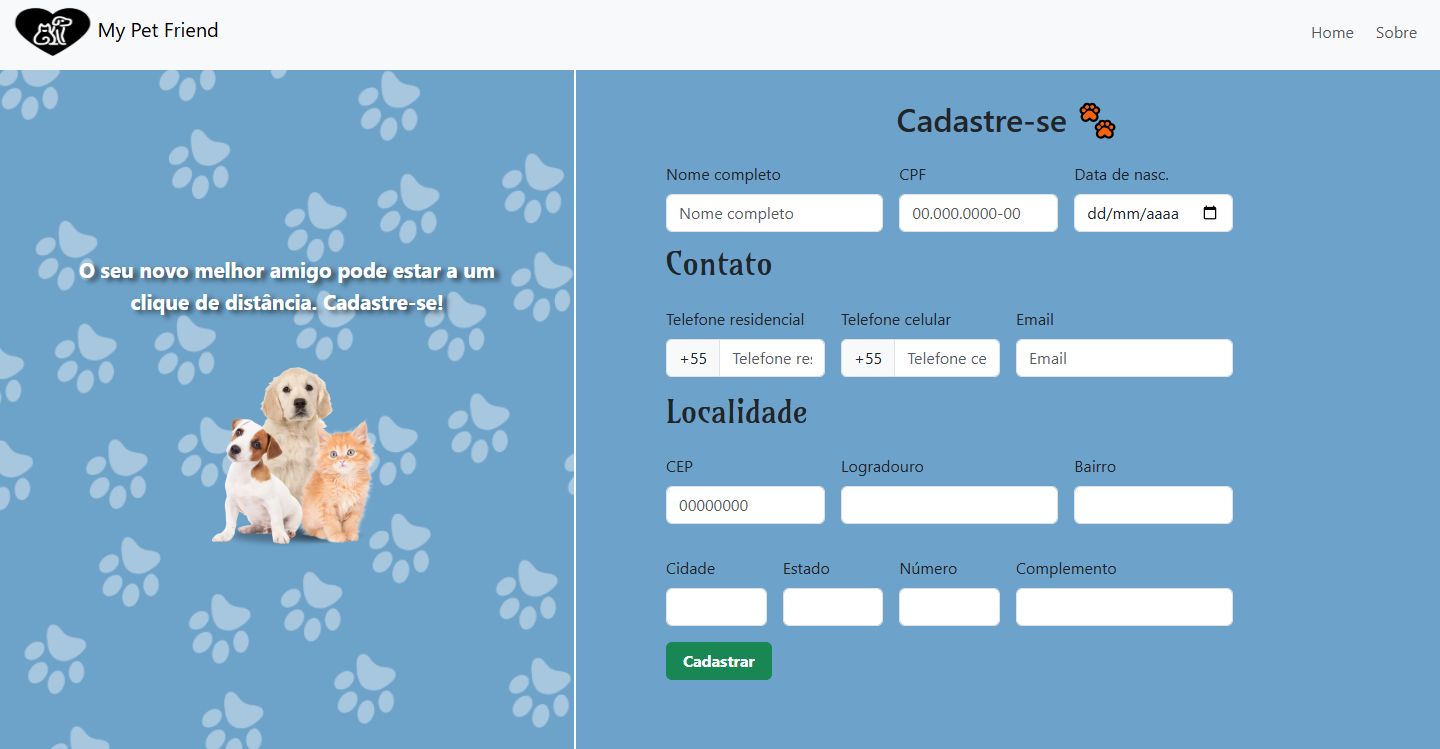 My Pet Friend
Home Sobre
O seu novo melhor amigo pode estar a um
clique de distância. Cadastre-se!
Cadastre-se
Nome completo CPF Data de nasc.
Nome completo 00.000.0000-00 dd/mm/aaaa
Contato
Telefone residencial Telefone celular Email
+55 Telefone res +55 Telefone ce Email
Localidade
CEP Logradouro Bairro
00000000
Cidade Estado Número Complemento
Cadastrar